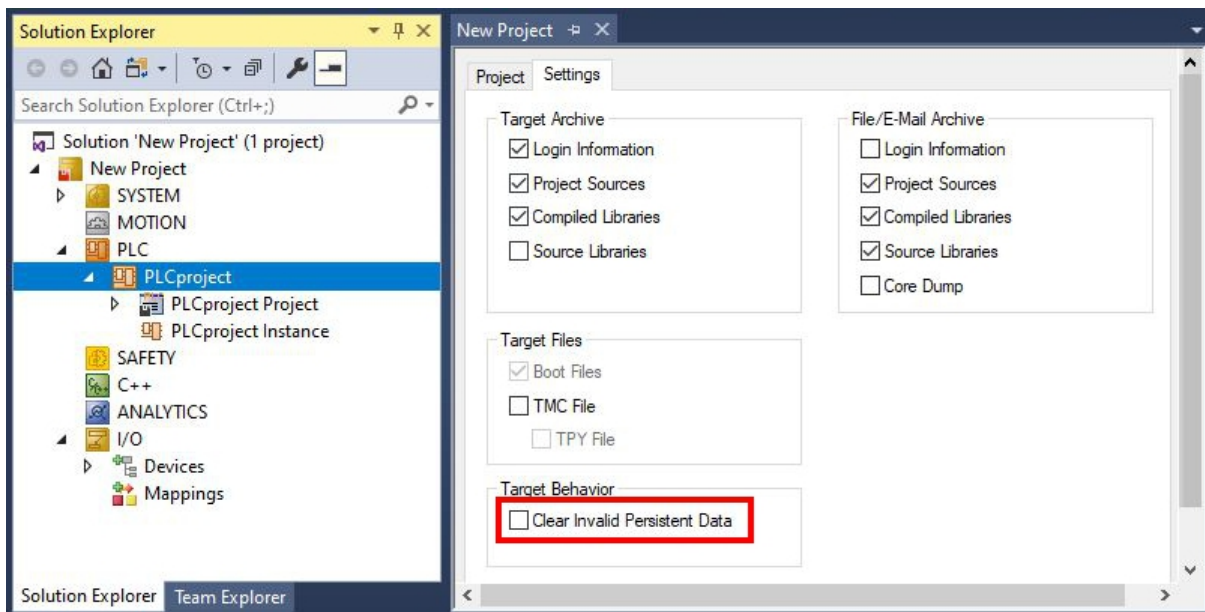 Solution Explorer
Search Solution Explorer (Ctrl+;)
Solution 'New Project' (1 project)
New Project
SYSTEM
MOTION
PLC
PLCproject
PLCproject Project
PLCproject Instance
SAFETY
C++
ANALYTICS
I/O
Devices
Mappings
Solution Explorer
Team Explorer
New Project
Project
Settings
Target Archive
Login Information
Project Sources
Compiled Libraries
Source Libraries
File/E-Mail Archive
Login Information
Project Sources
Compiled Libraries
Source Libraries
Core Dump
Target Files
Boot Files
TMC File
TPY File
Target Behavior
Clear Invalid Persistent Data